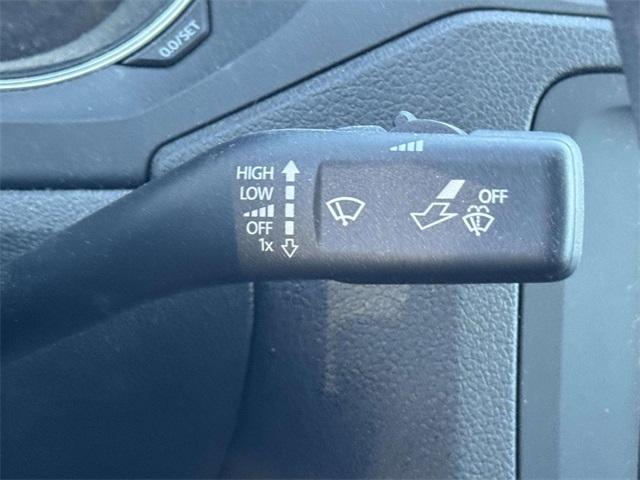 0.0/SET
HIGH
LOW
OFF
1x
OFF